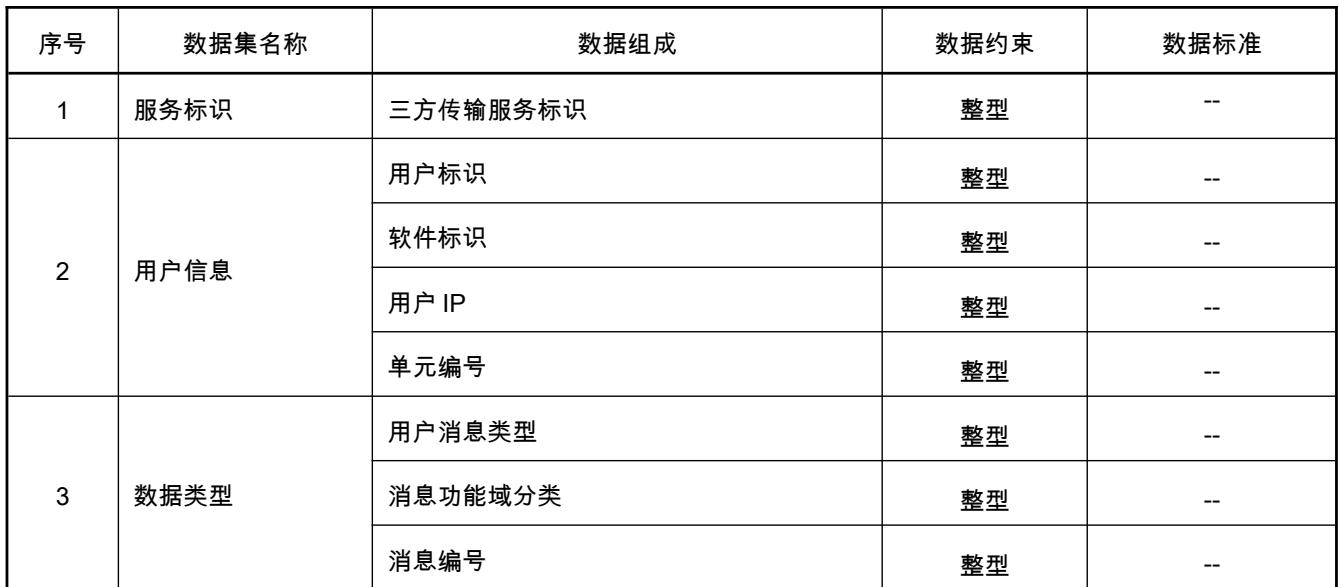 序号 数据集名称 数据组成 数据约束 数据标准
1 服务标识 三方传输服务标识 整型 --
用户标识 整型 --
软件标识 整型 --
2 用户信息
用户 IP 整型 --
单元编号 整型 --
用户消息类型 整型 --
3 数据类型 消息功能域分类 整型 --
消息编号 整型 --